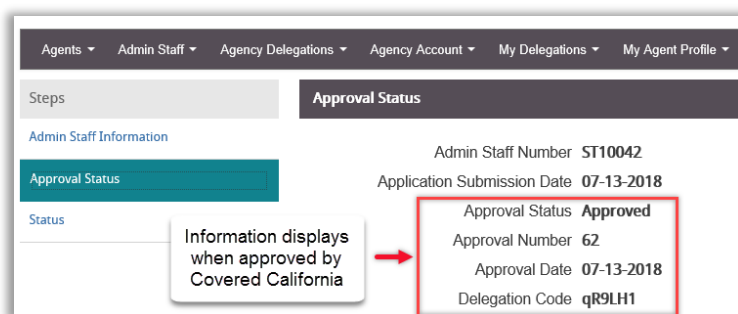 Agents Admin Staff Agency Delegations Agency Account My Delegations My Agent Profile
Steps
Admin Staff Information
Approval Status
Status
Approval Status
Admin Staff Number ST10042
Application Submission Date 07-13-2018
Approval Status Approved
Approval Number 62
Approval Date 07-13-2018
Delegation Code qR9LH1
Information displays
when approved by
Covered California